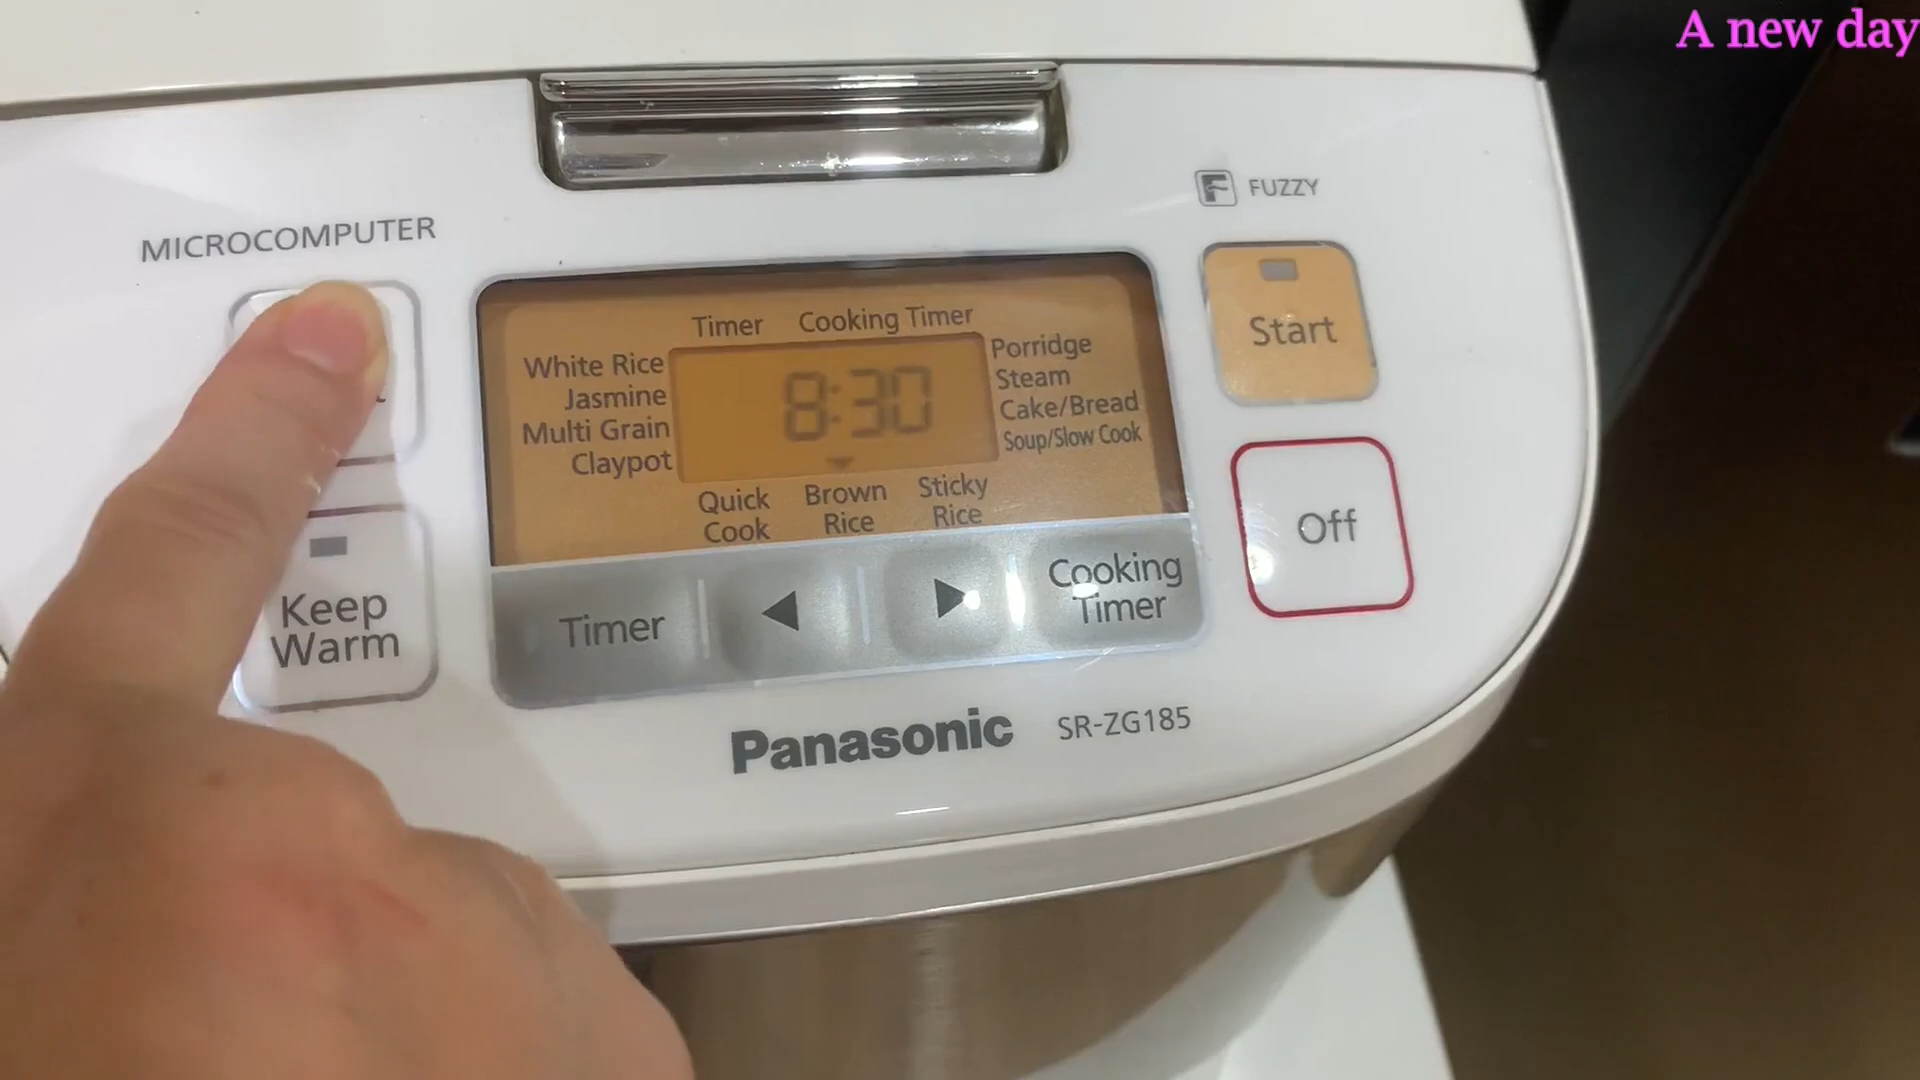 A new day
MICROCOMPUTER
FUZZY
Timer Cooking Timer
White Rice
Jasmine
Multi Grain
Claypot
8:30
Porridge
Steam
Cake/Bread
Soup/Slow Cook
Quick
Cook
Brown
Rice
Sticky
Rice
Start
Off
Keep
Warm
Timer
Cooking
Timer
Panasonic SR-ZG185